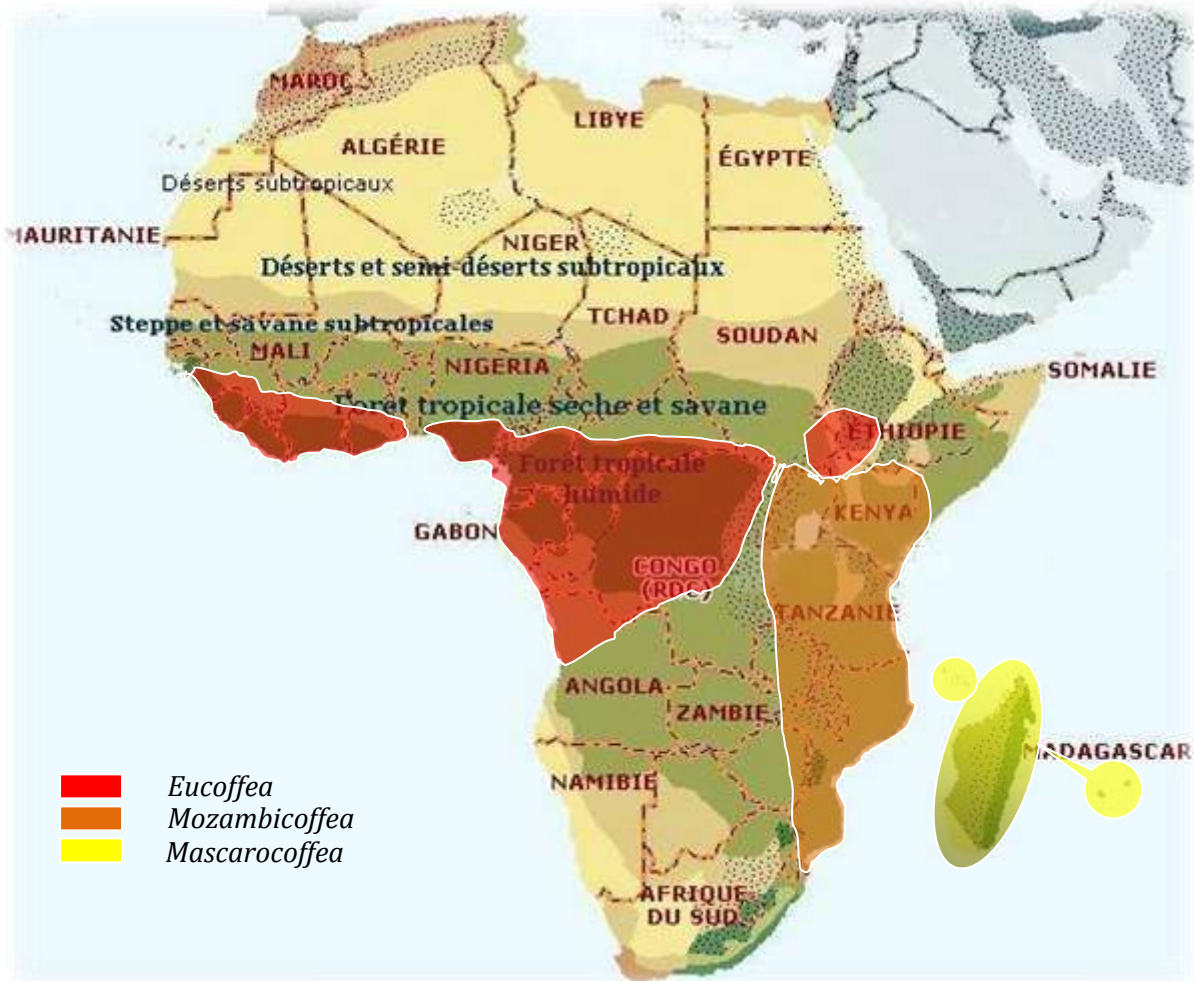 MAROC
LIBYE
ALGÉRIE
ÉGYPTE
Déserts subtropicaux
MAURITANIE
NIGER
Déserts et semi-déserts subtropicaux
TCHAD
Steppe et savane subtropicales
SOUDAN
MALI
NIGERIA
SOMALIE
Forêt tropicale sèche et savane
ÉTHIOPIE
Forêt tropicale
humide
KENYA
GABON
CONGO
(RDC)
TANZANIE
ANGOLA
ZAMBIE
MADAGASCAR
NAMIBIE
Eucoffea
Mozambicoffea
Mascarocoffea
AFRIQUE
DU SUD